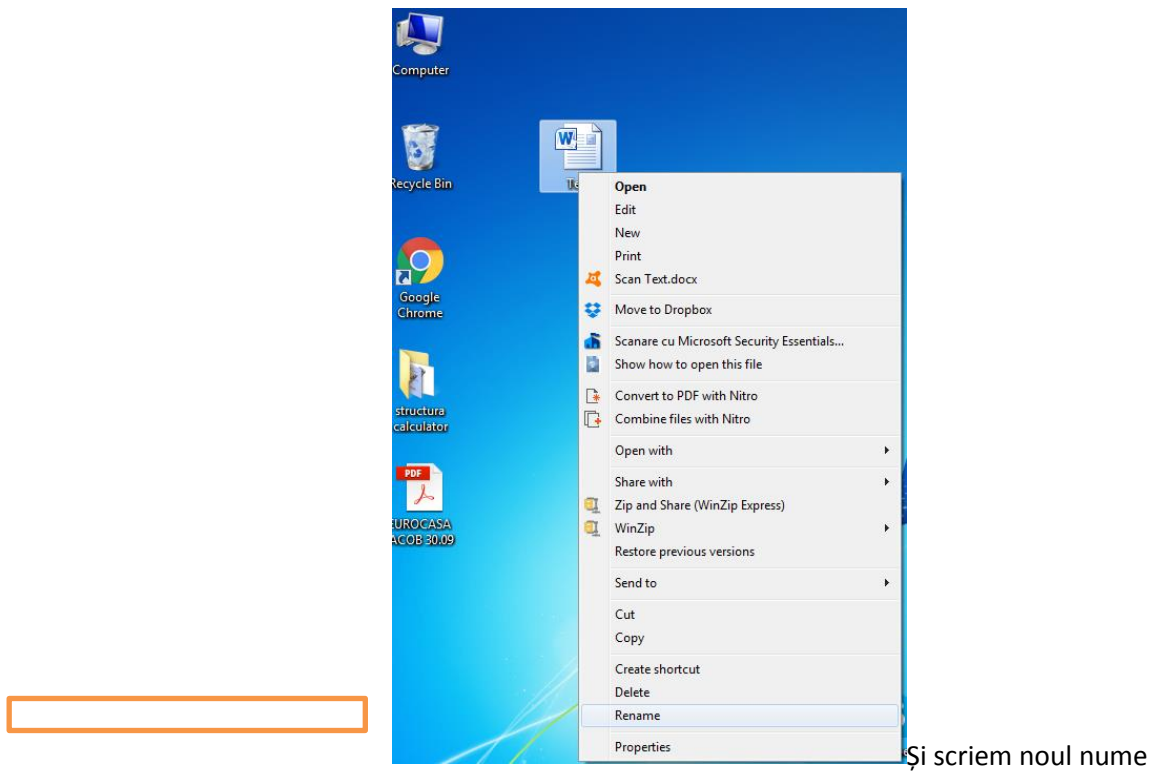 Computer
Recycle Bin
Google
Chrome
structura
calculator
PDF
EUROCASA
IACOB 30.09
W
Open
Edit
New
Print
Scan Text.docx
Move to Dropbox
Scanare cu Microsoft Security Essentials...
Show how to open this file
Convert to PDF with Nitro
Combine files with Nitro
Open with
Share with
Zip and Share (WinZip Express)
WinZip
Restore previous versions
Send to
Cut
Copy
Create shortcut
Delete
Rename
Properties
Și scriem noul nume